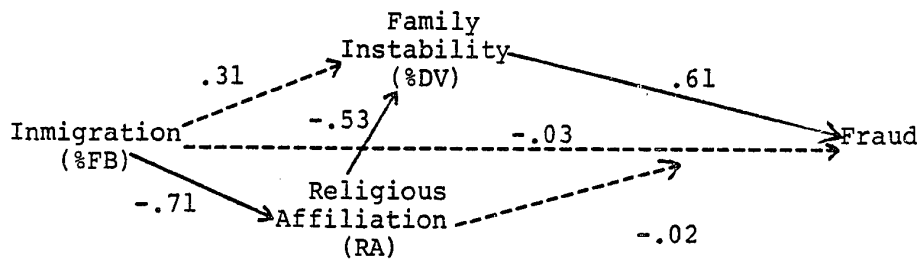 Family
Instability
(%DV)
.31
.61
-.53
-.03
Inmigration
(%FB)
Fraud
-.71
Religious
Affiliation
(RA)
-.02